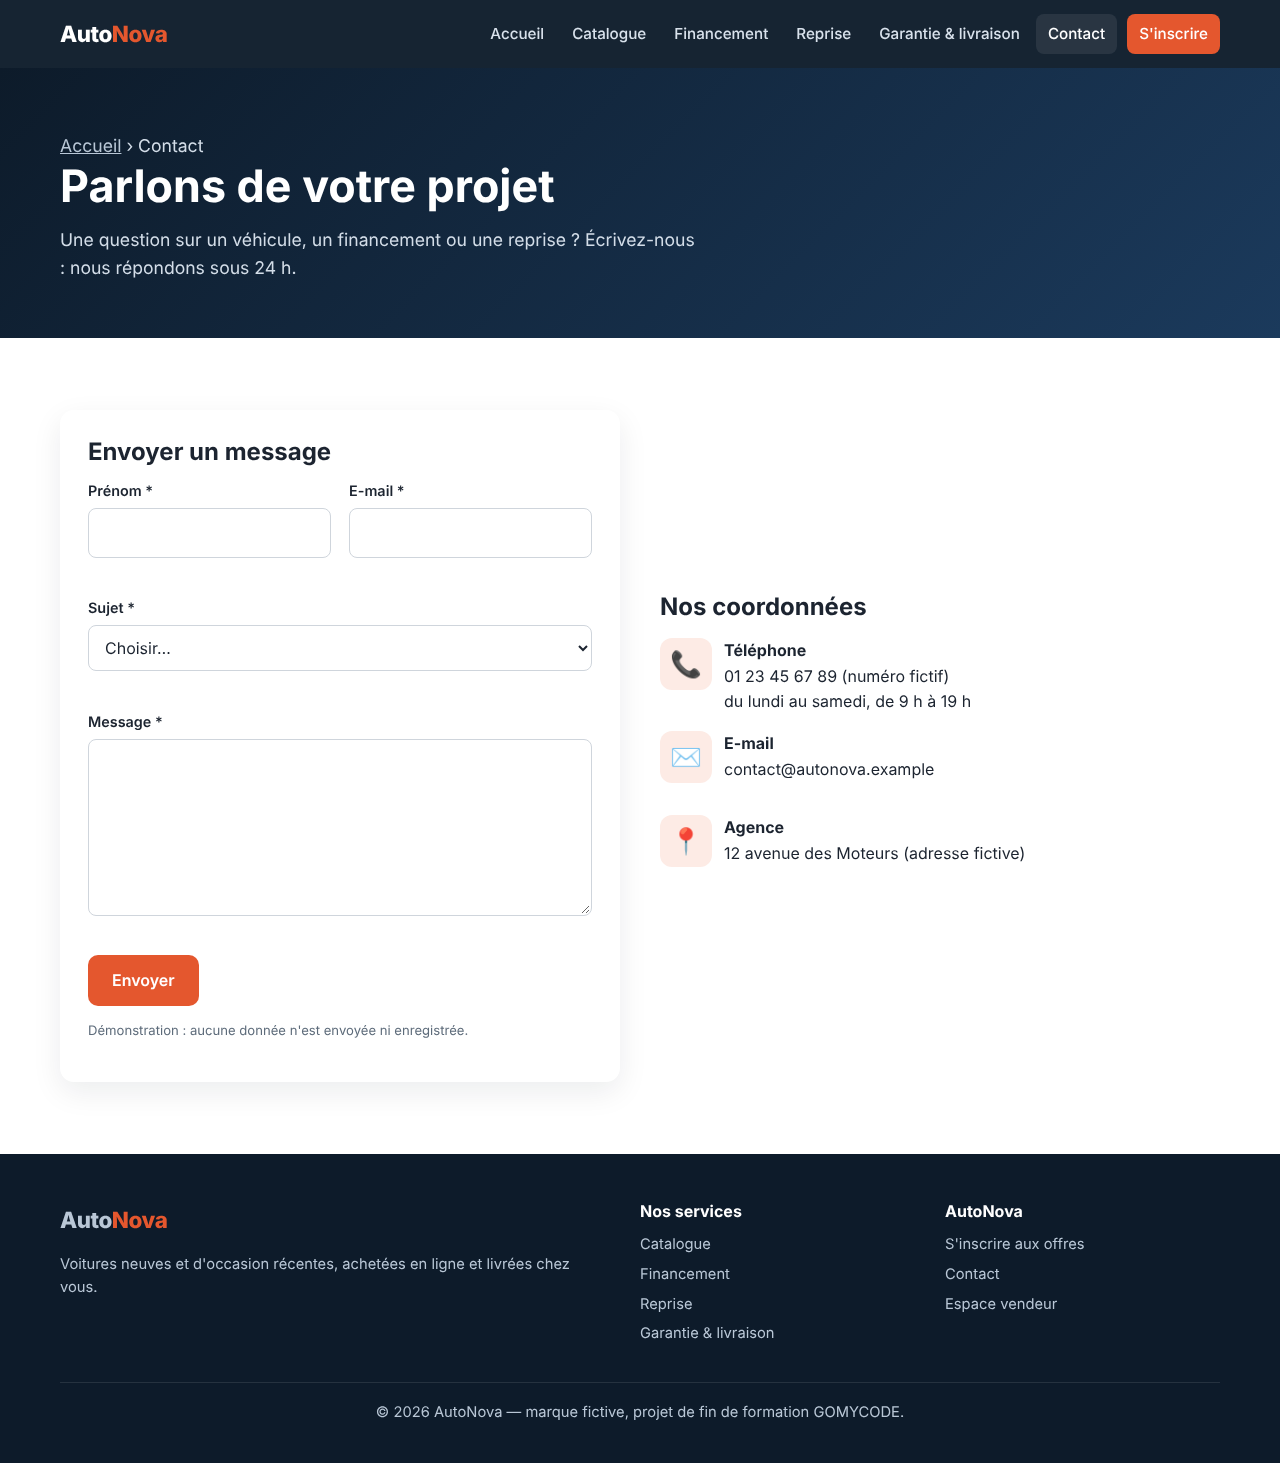 AutoNova
Accueil
Catalogue
Financement
Reprise
Garantie & livraison
Contact
S'inscrire
Accueil › Contact
Parlons de votre projet
Une question sur un véhicule, un financement ou une reprise ? Écrivez-nous
: nous répondons sous 24 h.
Envoyer un message
Prénom *
E-mail *
Sujet *
Choisir...
Message *
Envoyer
Démonstration : aucune donnée n'est envoyée ni enregistrée.
Nos coordonnées
Téléphone
01 23 45 67 89 (numéro fictif)
du lundi au samedi, de 9 h à 19 h
E-mail
contact@autonova.example
Agence
12 avenue des Moteurs (adresse fictive)
AutoNova
Voitures neuves et d'occasion récentes, achetées en ligne et livrées chez
vous.
Nos services
Catalogue
Financement
Reprise
Garantie & livraison
AutoNova
S'inscrire aux offres
Contact
Espace vendeur
© 2026 AutoNova — marque fictive, projet de fin de formation GOMYCODE.